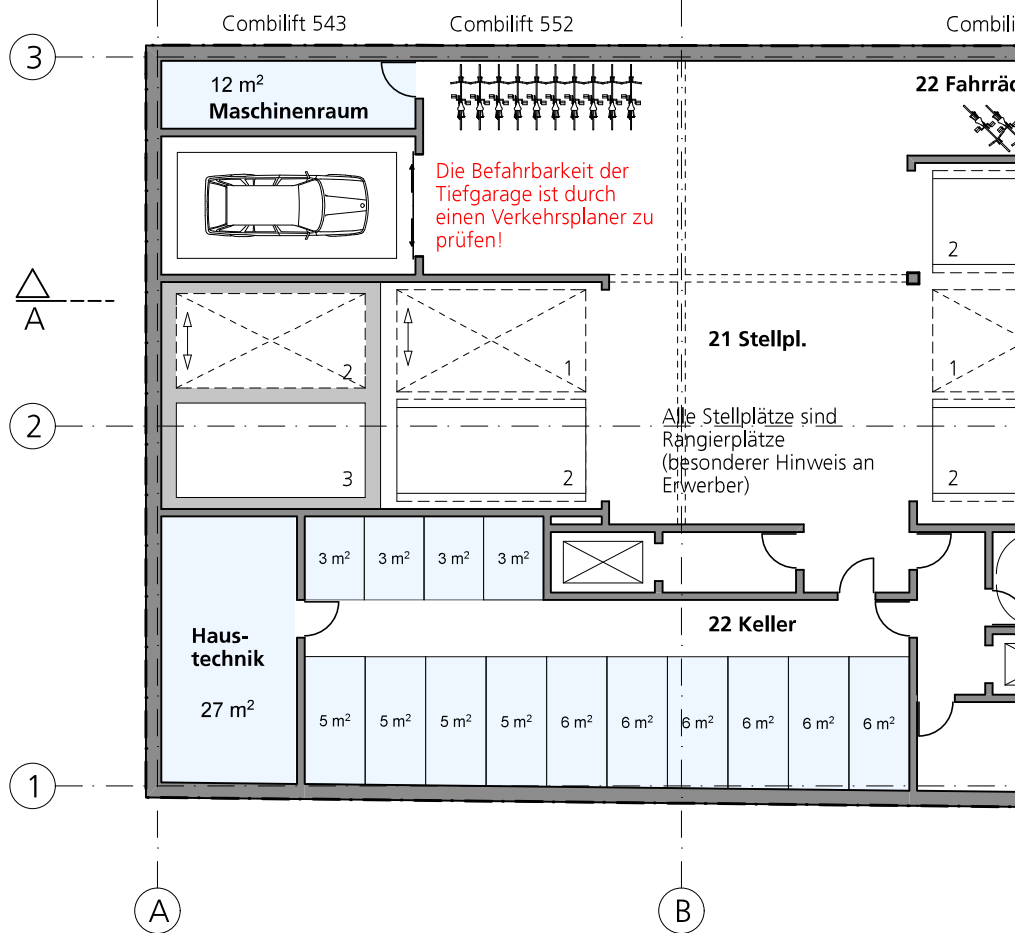 Combilift 543
Combilift 552
Combili
3
12 m²
Maschinenraum
22 Fahrräd
Die Befahrbarkeit der
Tiefgarage ist durch
einen Verkehrsplaner zu
prüfen!
2
A
21 Stellpl.
2
1
1
2
Alle Stellplätze sind
Rangierplätze
(besonderer Hinweis an
Erwerber)
3
2
2
3 m²
3 m²
3 m²
3 m²
22 Keller
Haus-
technik
27 m²
5 m²
5 m²
5 m²
5 m²
6 m²
6 m²
6 m²
6 m²
6 m²
6 m²
1
A
B